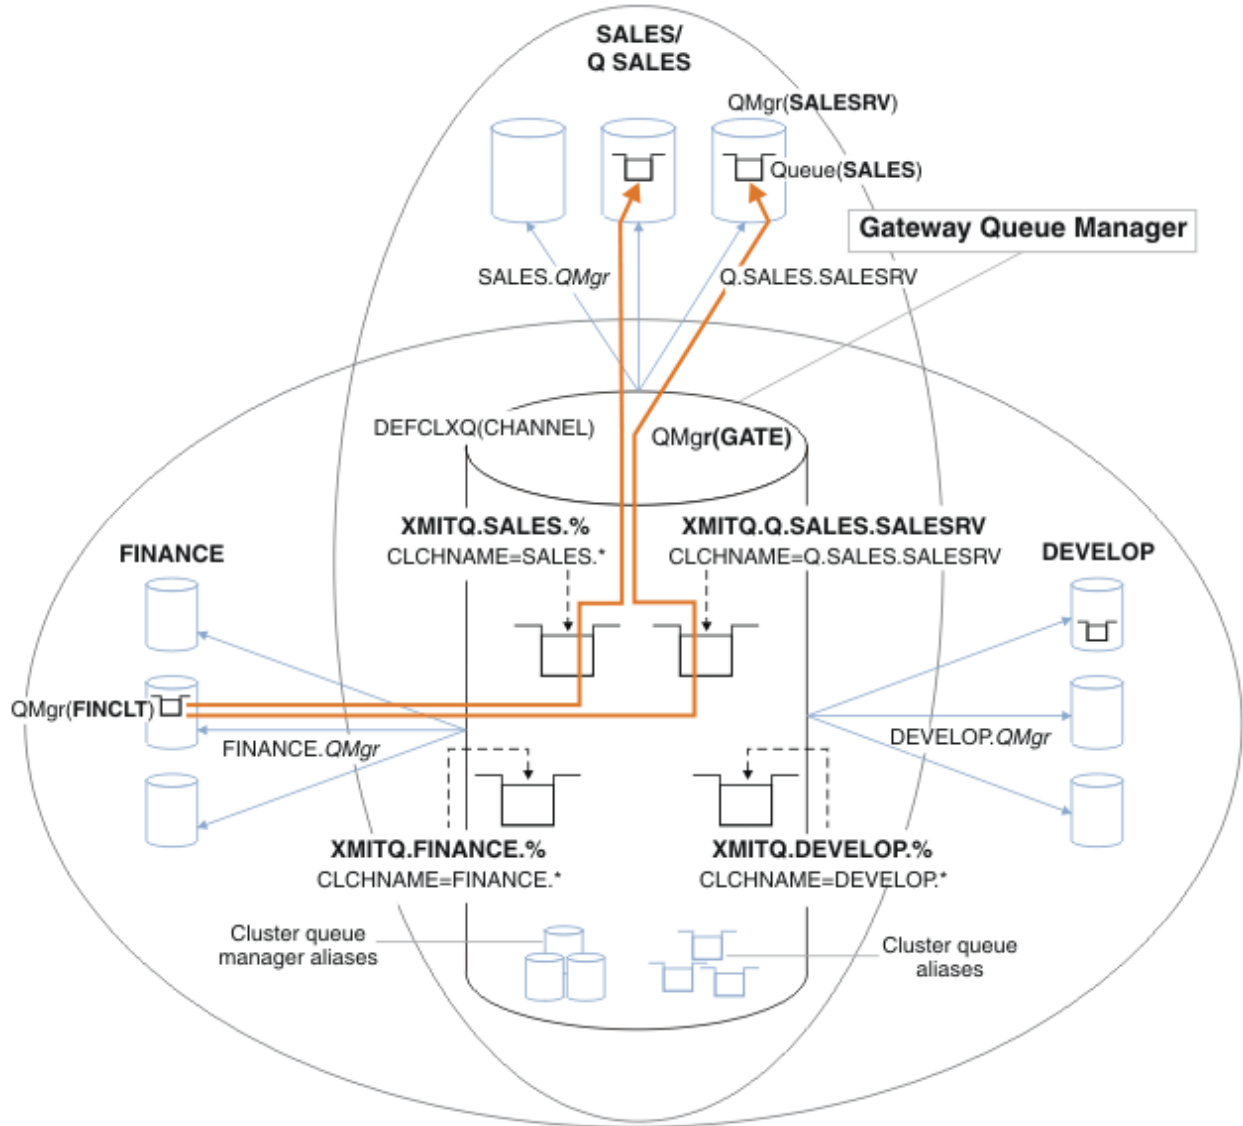 SALES/
Q SALES
QMgr(SALESRV)
Queue(SALES)
Gateway Queue Manager
SALES.QMgr
Q.SALES.SALESRV
DEFCLXQ(CHANNEL)
QMgr(GATE)
XMITQ.SALES.%
CLCHNAME=SALES.*
XMITQ.Q.SALES.SALESRV
CLCHNAME=Q.SALES.SALESRV
FINANCE
DEVELOP
QMgr(FINCLT)
FINANCE.QMgr
DEVELOP.QMgr
XMITQ.FINANCE.%
CLCHNAME=FINANCE.*
XMITQ.DEVELOP.%
CLCHNAME=DEVELOP.*
Cluster queue
manager aliases
Cluster queue
aliases